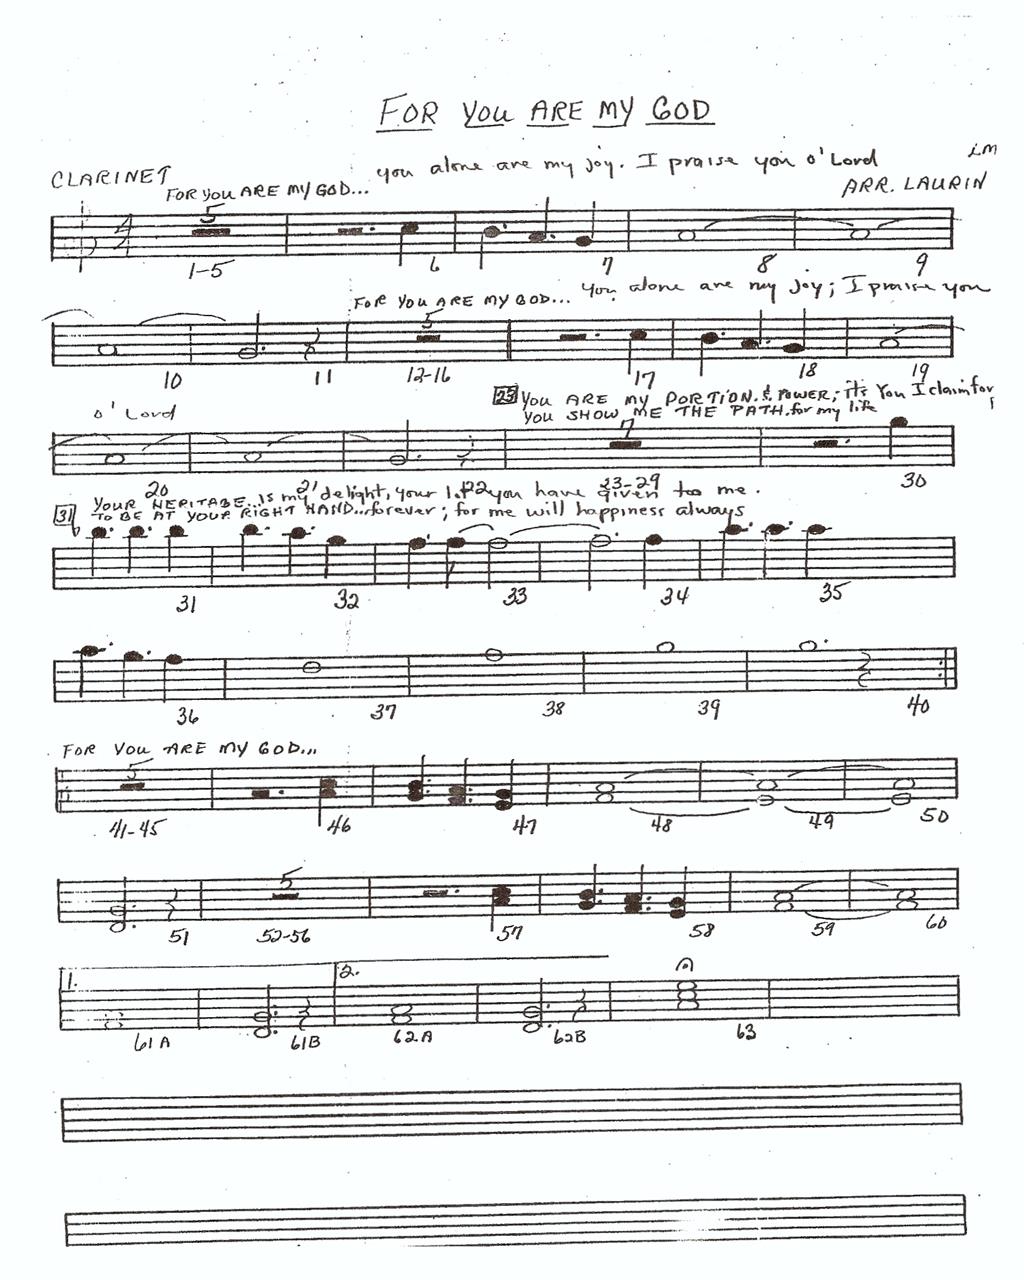 FOR YOU ARE MY GOD
you alone are my joy. I praise you o' Lord
CLARINET
FOR YOU ARE MY GOD...
ARR. LAURIN
5
1-5 6 7 8 9
FOR YOU ARE MY GOD... You alone are my joy; I praise you
5
10 11 12-16 17 18 19
o' Lord
23 YOU ARE MY PORTION & POWER; it's You I claim for
YOU SHOW ME THE PATH for my life
7
20 21 22 23-29 30
31 YOUR HERITAGE...is my delight, your lot you have given to me.
TO BE AT YOUR RIGHT HAND...forever; for me will happiness always
31 32 33 34 35
36 37 38 39 40
FOR YOU ARE MY GOD...
5
41-45 46 47 48 49 50
5
51 52-56 57 58 59 60
1. 2.
61A 61B 62A 62B 63